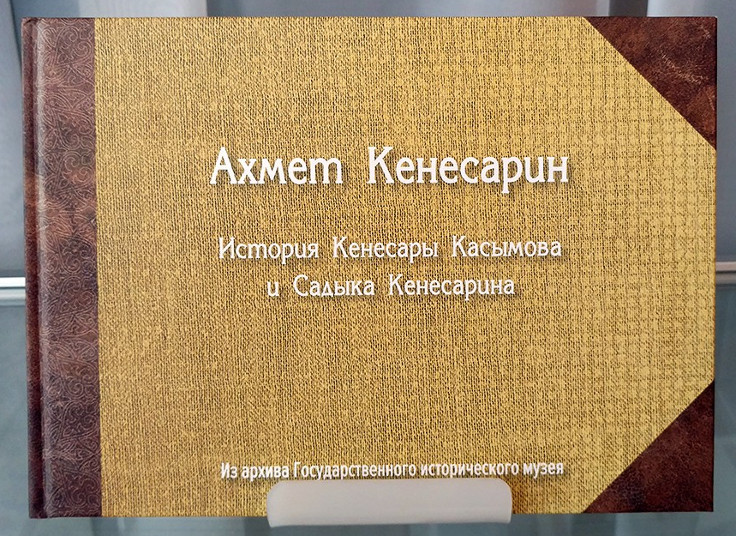 Ахмет Кенесарин
История Кенесары Касымова
и Садыка Кенесарина
Из архива Государственного исторического музея